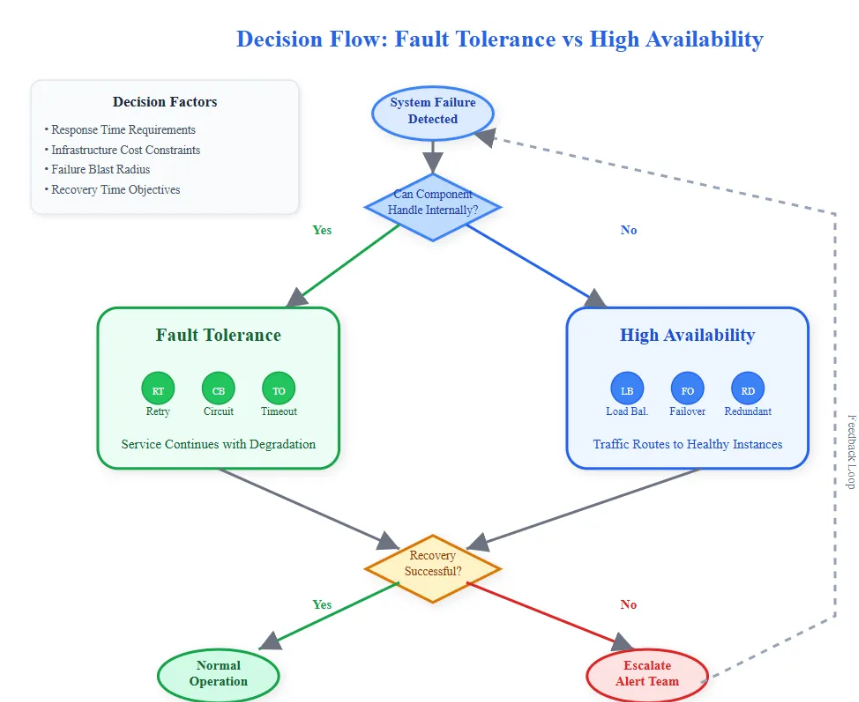 Decision Flow: Fault Tolerance vs High Availability
Decision Factors
• Response Time Requirements
• Infrastructure Cost Constraints
• Failure Blast Radius
• Recovery Time Objectives
System Failure
Detected
Can Component
Handle Internally?
Yes
No
Fault Tolerance
RT
CB
TO
Retry
Circuit
Timeout
Service Continues with Degradation
High Availability
LB
FO
RD
Load Bal.
Failover
Redundant
Traffic Routes to Healthy Instances
Feedback Loop
Recovery
Successful?
Yes
No
Normal
Operation
Escalate
Alert Team